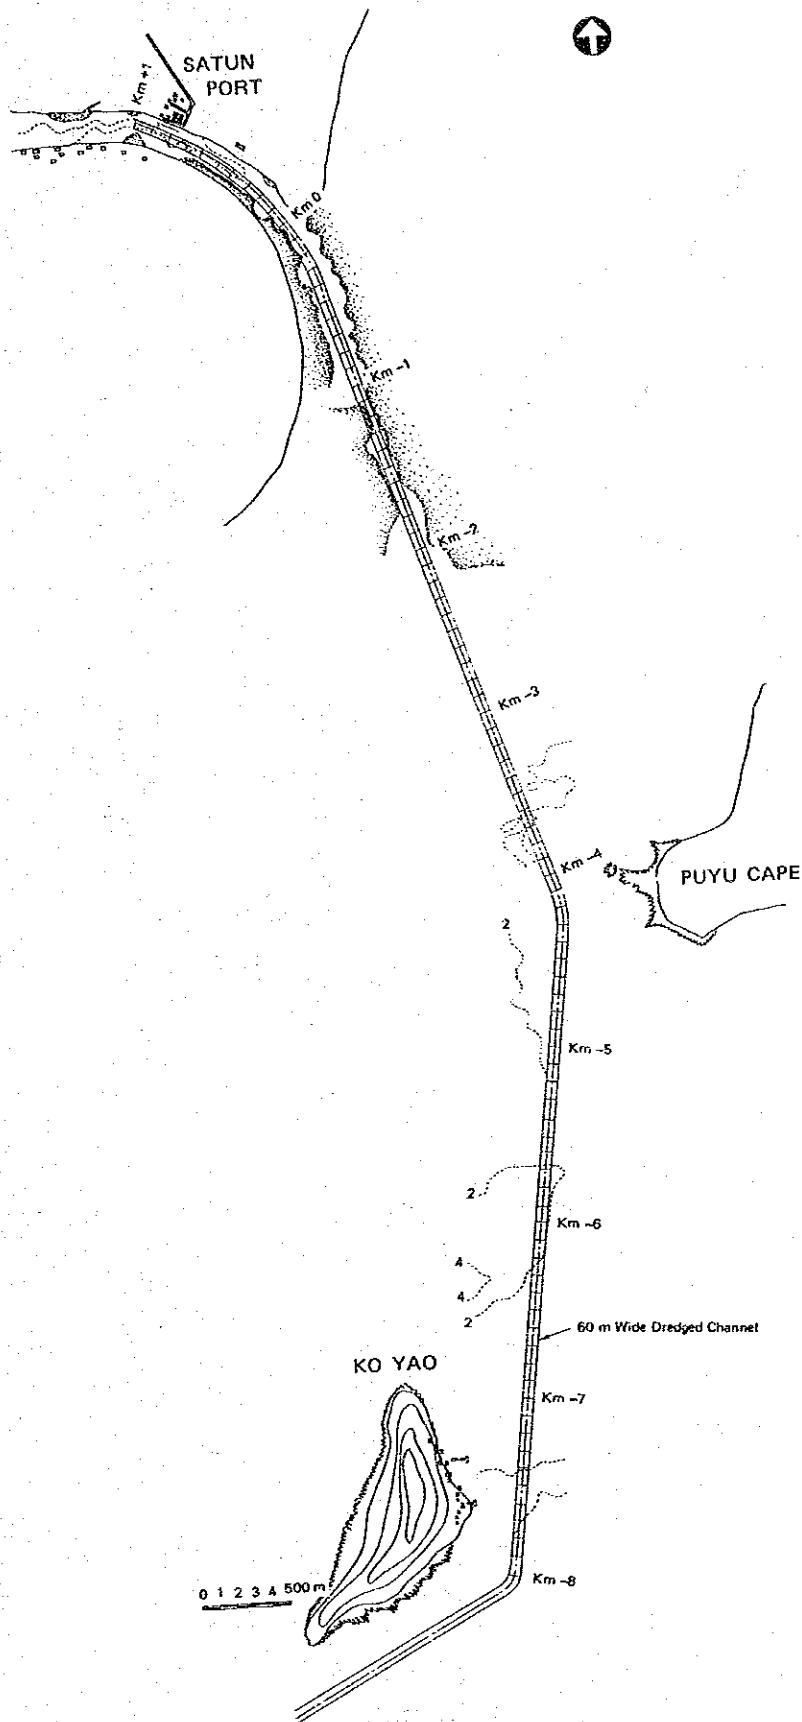 SATUN
PORT
Km +1
Km 0
Km -1
Km -2
Km -3
Km -4
PUYU CAPE
2
Km -5
2
Km -6
4
4
2
60 m Wide Dredged Channel
KO YAO
Km -7
Km -8
0 1 2 3 4 500 m